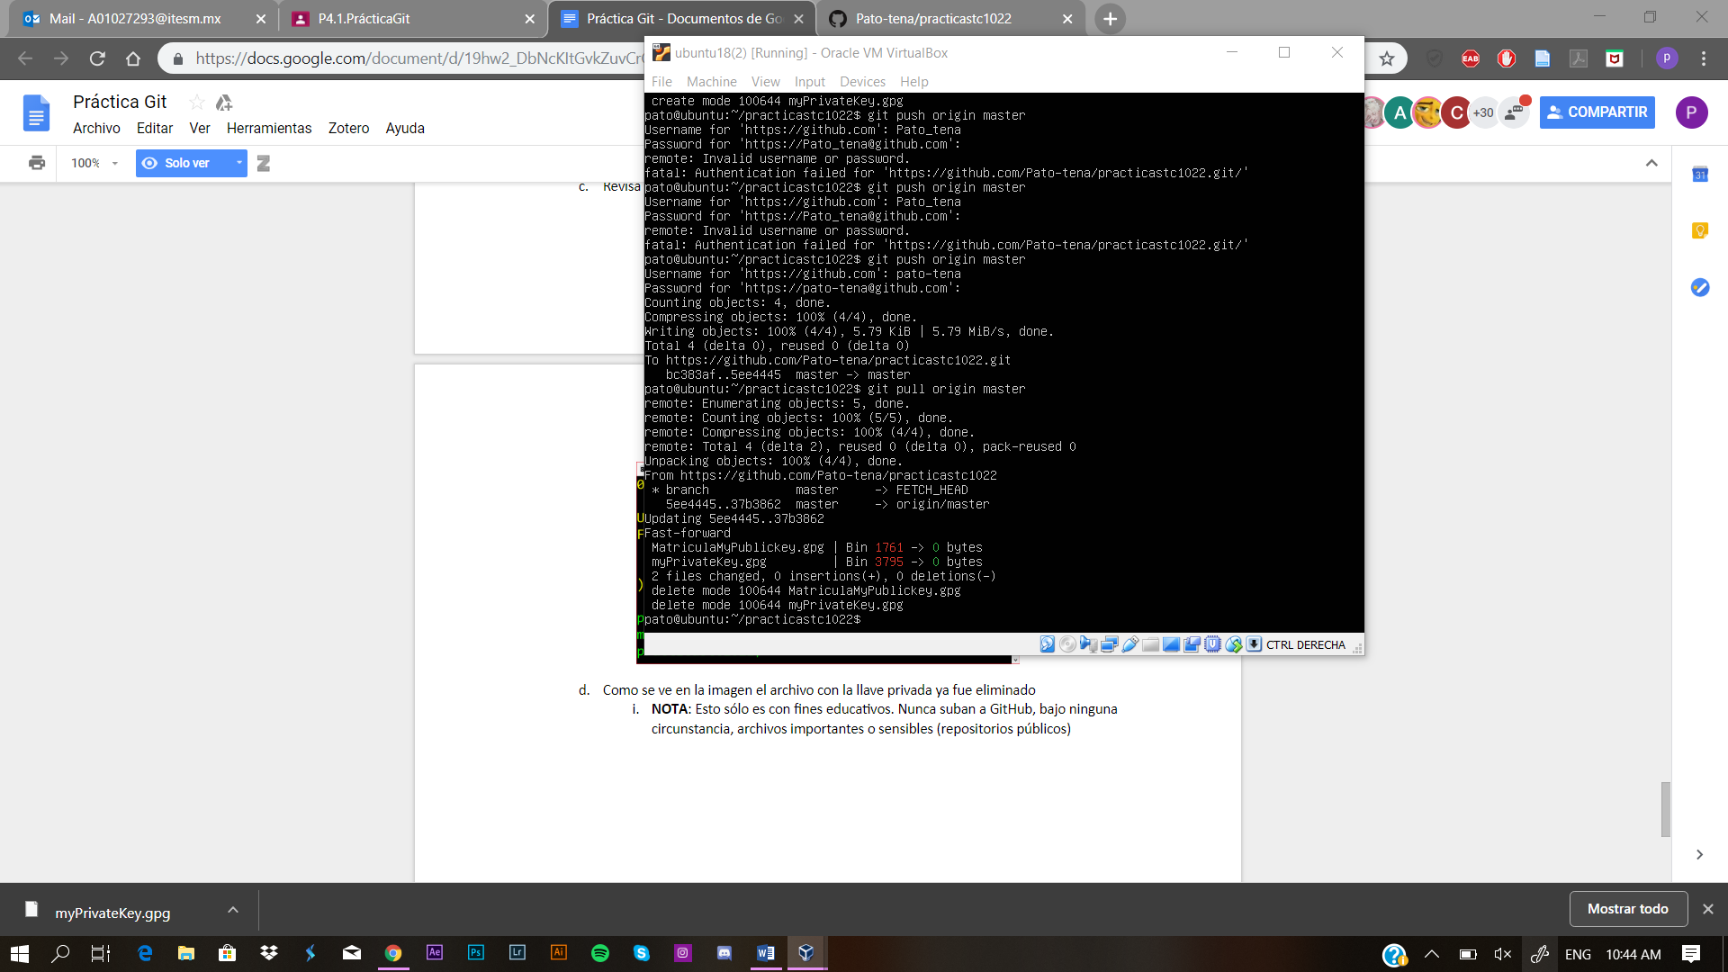 Mail - A01027293@itesm.mx
P4.1.PrácticaGit
Práctica Git - Documentos de Go
Pato-tena/practicastc1022
https://docs.google.com/document/d/19hw2_DbNcKItGvkZuvCr
ubuntu18(2) [Running] - Oracle VM VirtualBox
File Machine View Input Devices Help
Práctica Git
Archivo Editar Ver Herramientas Zotero Ayuda
A
C
+30
COMPARTIR
P
100%
Solo ver
c. Revisa
create mode 100644 myPrivateKey.gpg
pato@ubuntu:~/practicastc1022$ git push origin master
Username for 'https://github.com': Pato_tena
Password for 'https://Pato_tena@github.com':
remote: Invalid username or password.
fatal: Authentication failed for 'https://github.com/Pato-tena/practicastc1022.git/'
pato@ubuntu:~/practicastc1022$ git push origin master
Username for 'https://github.com': Pato_tena
Password for 'https://Pato_tena@github.com':
remote: Invalid username or password.
fatal: Authentication failed for 'https://github.com/Pato-tena/practicastc1022.git/'
pato@ubuntu:~/practicastc1022$ git push origin master
Username for 'https://github.com': pato-tena
Password for 'https://pato-tena@github.com':
Counting objects: 4, done.
Compressing objects: 100% (4/4), done.
Writing objects: 100% (4/4), 5.79 KiB | 5.79 MiB/s, done.
Total 4 (delta 0), reused 0 (delta 0)
To https://github.com/Pato-tena/practicastc1022.git
bc383af..5ee4445 master -> master
pato@ubuntu:~/practicastc1022$ git pull origin master
remote: Enumerating objects: 5, done.
remote: Counting objects: 100% (5/5), done.
remote: Compressing objects: 100% (4/4), done.
remote: Total 4 (delta 2), reused 0 (delta 0), pack-reused 0
Unpacking objects: 100% (4/4), done.
From https://github.com/Pato-tena/practicastc1022
* branch master -> FETCH_HEAD
5ee4445..37b3862 master -> origin/master
Updating 5ee4445..37b3862
Fast-forward
MatriculaMyPublickey.gpg | Bin 1761 -> 0 bytes
myPrivateKey.gpg | Bin 3795 -> 0 bytes
2 files changed, 0 insertions(+), 0 deletions(-)
delete mode 100644 MatriculaMyPublickey.gpg
delete mode 100644 myPrivateKey.gpg
pato@ubuntu:~/practicastc1022$
CTRL DERECHA
d. Como se ve en la imagen el archivo con la llave privada ya fue eliminado
i. NOTA: Esto sólo es con fines educativos. Nunca suban a GitHub, bajo ninguna
circunstancia, archivos importantes o sensibles (repositorios públicos)
myPrivateKey.gpg
Mostrar todo
ENG 10:44 AM